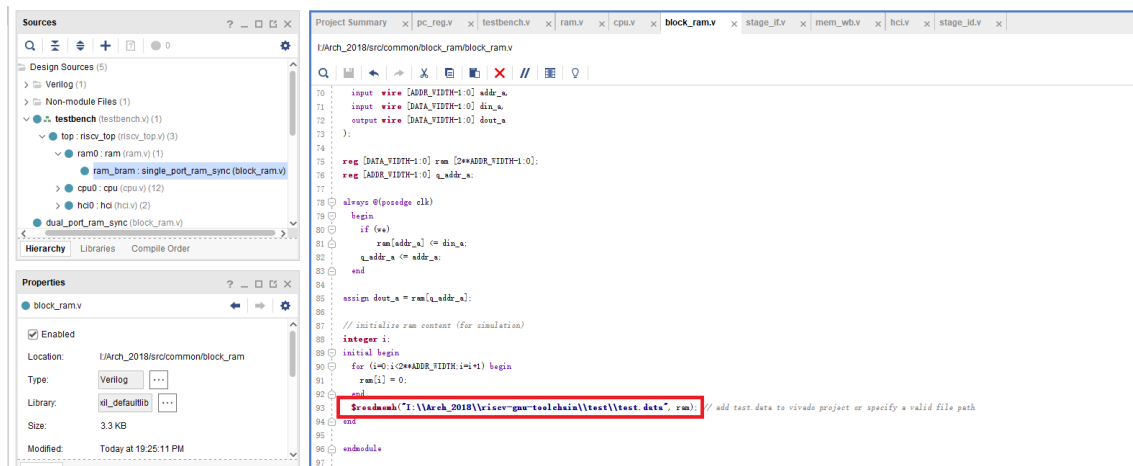 Sources
? _ □ X
0
Design Sources (5)
Verilog (1)
Non-module Files (1)
testbench (testbench.v) (1)
top : riscv_top (riscv_top.v) (3)
ram0 : ram (ram.v) (1)
ram_bram : single_port_ram_sync (block_ram.v)
cpu0 : cpu (cpu.v) (12)
hci0 : hci (hci.v) (2)
dual_port_ram_sync (block_ram.v)
Hierarchy Libraries Compile Order
Properties
? _ □ X
block_ram.v
Enabled
Location: I:/Arch_2018/src/common/block_ram
Type: Verilog ...
Library: xil_defaultlib ...
Size: 3.3 KB
Modified: Today at 19:25:11 PM
Project Summary x pc_reg.v x testbench.v x ram.v x cpu.v x block_ram.v x stage_if.v x mem_wb.v x hci.v x stage_id.v x
I:/Arch_2018/src/common/block_ram/block_ram.v
70 input wire [ADDR_WIDTH-1:0] addr_a,
71 input wire [DATA_WIDTH-1:0] din_a,
72 output wire [DATA_WIDTH-1:0] dout_a
73 );
74
75 reg [DATA_WIDTH-1:0] ram [2**ADDR_WIDTH-1:0];
76 reg [ADDR_WIDTH-1:0] q_addr_a;
77
78 always @(posedge clk)
79 begin
80 if (we)
81 ram[addr_a] <= din_a;
82 q_addr_a <= addr_a;
83 end
84
85 assign dout_a = ram[q_addr_a];
86
87 // initialize ram content (for simulation)
88 integer i;
89 initial begin
90 for (i=0;i<2**ADDR_WIDTH;i=i+1) begin
91 ram[i] = 0;
92 end
93 $readmemh("I:\\Arch_2018\\riscv-gnu-toolchain\\test\\test.data", ram); // add test.data to vivado project or specify a valid file path
94 end
95
96 endmodule
97